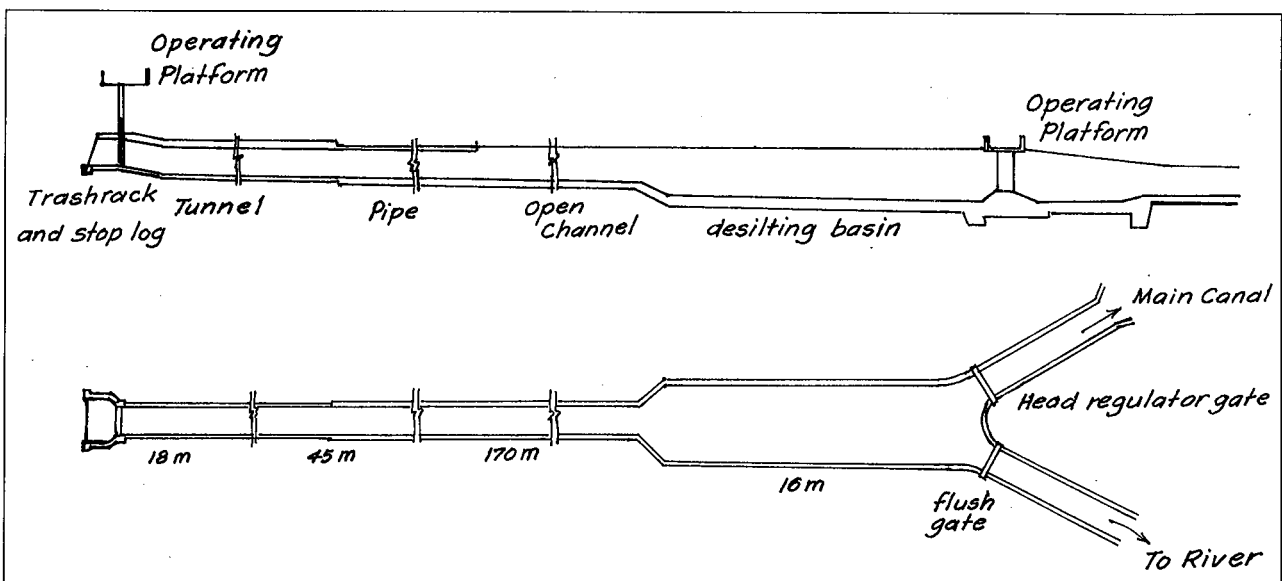 Operating
Platform
Operating
Platform
Trashrack
and stop log
Tunnel
Pipe
Open
Channel
desilting basin
Main Canal
Head regulator gate
18 m
45 m
170 m
16 m
flush
gate
To River